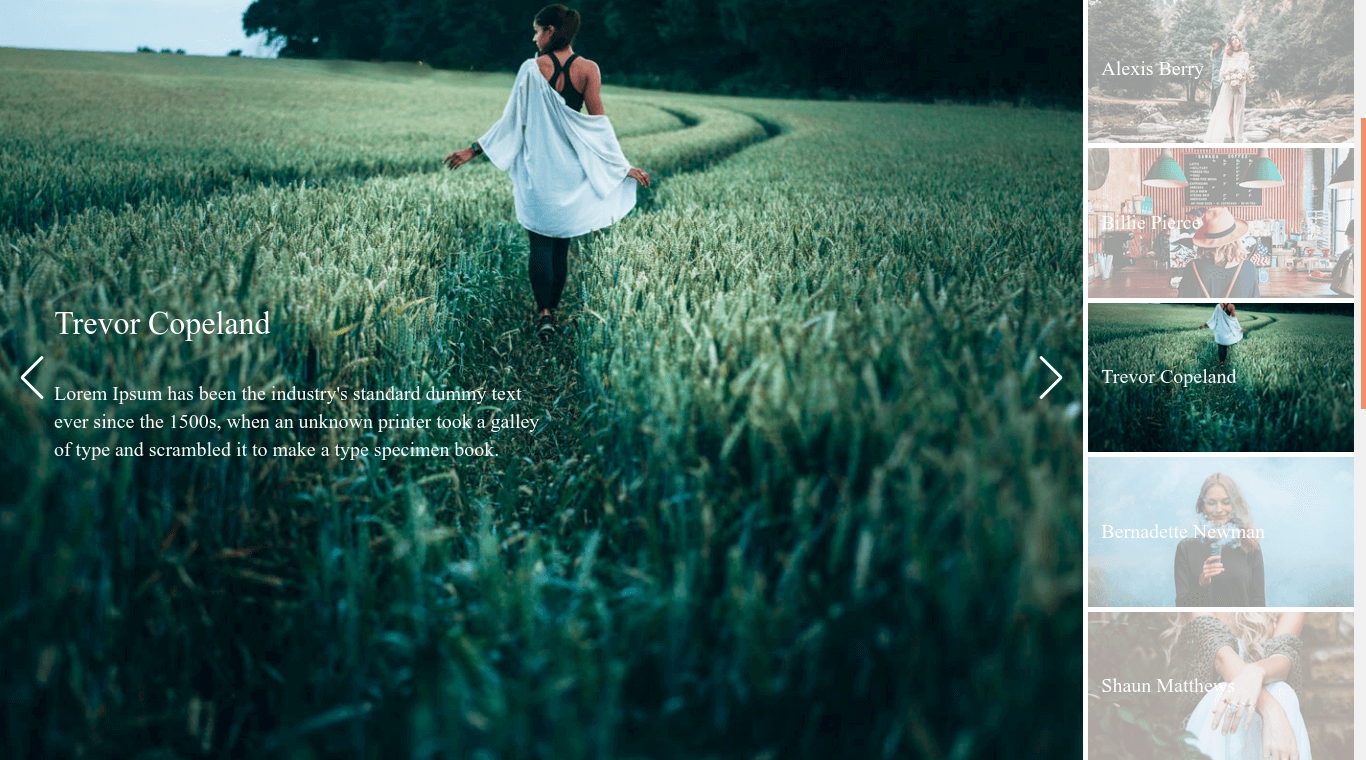 Trevor Copeland
Lorem Ipsum has been the industry's standard dummy text
ever since the 1500s, when an unknown printer took a galley
of type and scrambled it to make a type specimen book.
Alexis Berry
Billie Pierce
Trevor Copeland
Bernadette Newman
Shaun Matthews